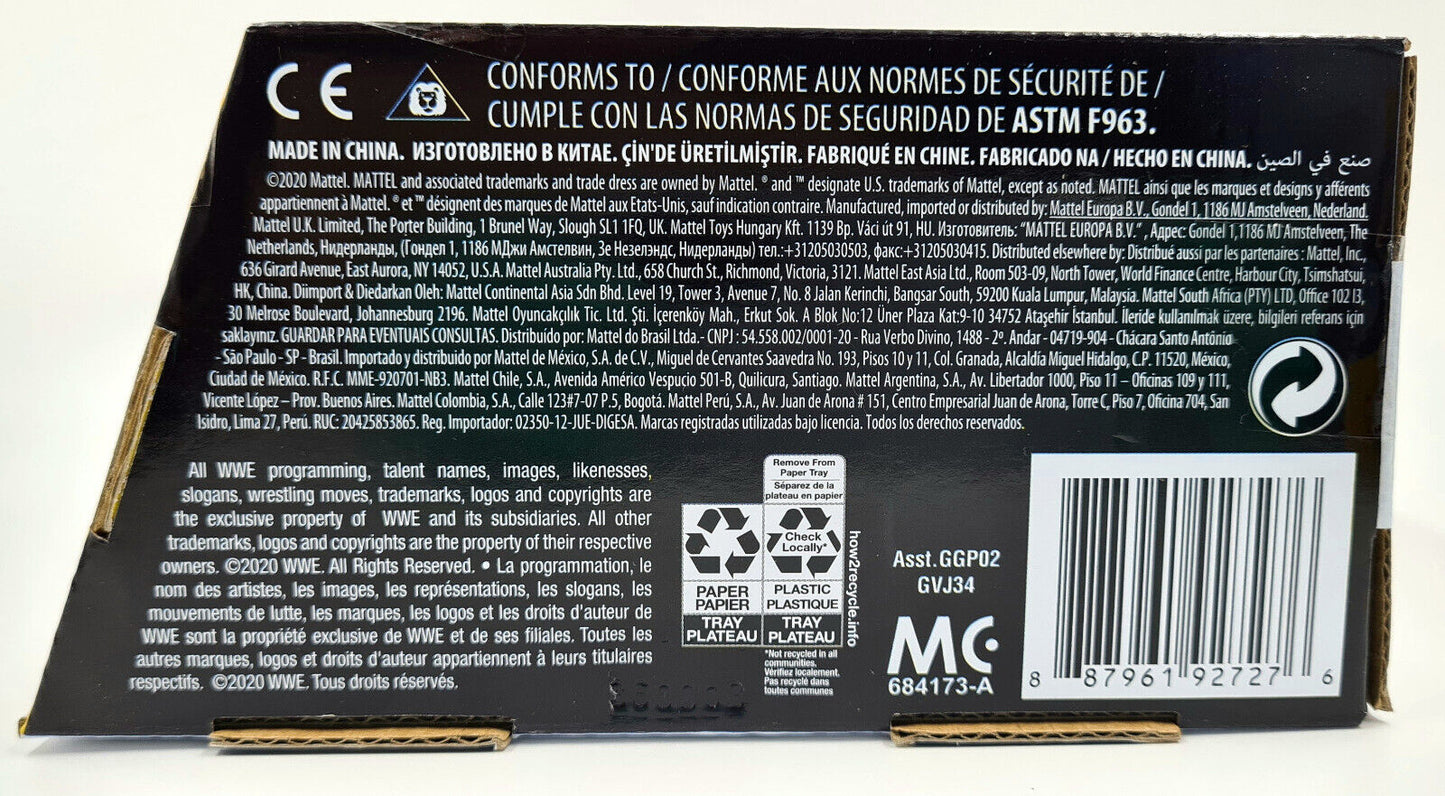 CE
CONFORMS TO / CONFORME AUX NORMES DE SÉCURITÉ DE /
CUMPLE CON LAS NORMAS DE SEGURIDAD DE ASTM F963.
MADE IN CHINA. ИЗГОТОВЛЕНО В КИТАЕ. ÇİN'DE ÜRETİLMİŞTİR. FABRIQUÉ EN CHINE. FABRICADO NA / HECHO EN CHINA. صنع في الصين
©2020 Mattel. MATTEL and associated trademarks and trade dress are owned by Mattel. ® and ™ designate U.S. trademarks of Mattel, except as noted. MATTEL ainsi que les marques et designs y afférents
appartiennent à Mattel. ® et ™ désignent des marques de Mattel aux Etats-Unis, sauf indication contraire. Manufactured, imported or distributed by: Mattel Europa B.V., Gondel 1, 1186 MJ Amstelveen, Nederland.
Mattel U.K. Limited, The Porter Building, 1 Brunel Way, Slough SL1 1FQ, UK. Mattel Toys Hungary Kft. 1139 Bp. Váci út 91, HU. Изготовитель: "MATTEL EUROPA B.V." , Адрес: Gondel 1,1186 MJ Amstelveen, The
Netherlands, Нидерланды, (Гондел 1, 1186 МДжи Амстелвин, Зе Незелэндс, Нидерланды) тел.:+31205030503, факс:+31205030415. Distributed elsewhere by: Distribué aussi par les partenaires : Mattel, Inc.,
636 Girard Avenue, East Aurora, NY 14052, U.S.A. Mattel Australia Pty. Ltd., 658 Church St., Richmond, Victoria, 3121. Mattel East Asia Ltd., Room 503-09, North Tower, World Finance Centre, Harbour City, Tsimshatsui,
HK, China. Diimport & Diedarkan Oleh: Mattel Continental Asia Sdn Bhd. Level 19, Tower 3, Avenue 7, No. 8 Jalan Kerinchi, Bangsar South, 59200 Kuala Lumpur, Malaysia. Mattel South Africa (PTY) LTD, Office 102 I3,
30 Melrose Boulevard, Johannesburg 2196. Mattel Oyuncakçılık Tic. Ltd. Şti. İçerenköy Mah., Erkut Sok. A Blok No:12 Üner Plaza Kat:9-10 34752 Ataşehir İstanbul. İleride kullanılmak üzere, bilgileri referans için
saklayınız. GUARDAR PARA EVENTUAIS CONSULTAS. Distribuído por: Mattel do Brasil Ltda.- CNPJ : 54.558.002/0001-20 - Rua Verbo Divino, 1488 - 2º. Andar - 04719-904 - Chácara Santo Antônio
- São Paulo - SP - Brasil. Importado y distribuido por Mattel de México, S.A. de C.V., Miguel de Cervantes Saavedra No. 193, Pisos 10 y 11, Col. Granada, Alcaldía Miguel Hidalgo, C.P. 11520, México,
Ciudad de México. R.F.C. MME-920701-NB3. Mattel Chile, S.A., Avenida Américo Vespucio 501-B, Quilicura, Santiago. Mattel Argentina, S.A., Av. Libertador 1000, Piso 11 – Oficinas 109 y 111,
Vicente López – Prov. Buenos Aires. Mattel Colombia, S.A., Calle 123#7-07 P.5, Bogotá. Mattel Perú, S.A., Av. Juan de Arona # 151, Centro Empresarial Juan de Arona, Torre C, Piso 7, Oficina 704, San
Isidro, Lima 27, Perú. RUC: 20425853865. Reg. Importador: 02350-12-JUE-DIGESA. Marcas registradas utilizadas bajo licencia. Todos los derechos reservados.
All WWE programming, talent names, images, likenesses,
slogans, wrestling moves, trademarks, logos and copyrights are
the exclusive property of WWE and its subsidiaries. All other
trademarks, logos and copyrights are the property of their respective
owners. ©2020 WWE. All Rights Reserved. • La programmation, le
nom des artistes, les images, les représentations, les slogans, les
mouvements de lutte, les marques, les logos et les droits d'auteur de
WWE sont la propriété exclusive de WWE et de ses filiales. Toutes les
autres marques, logos et droits d'auteur appartiennent à leurs titulaires
respectifs. ©2020 WWE. Tous droits réservés.
Remove From
Paper Tray
Séparez de la
plateau en papier
Check
Locally*
PAPER
PAPIER
TRAY
PLATEAU
PLASTIC
PLASTIQUE
TRAY
PLATEAU
*Not recycled in all
communities.
Vérifiez localement.
Pas recyclé dans
toutes communes
how2recycle.info
Asst.GGP02
GVJ34
MC
684173-A
8 87961 92727 6